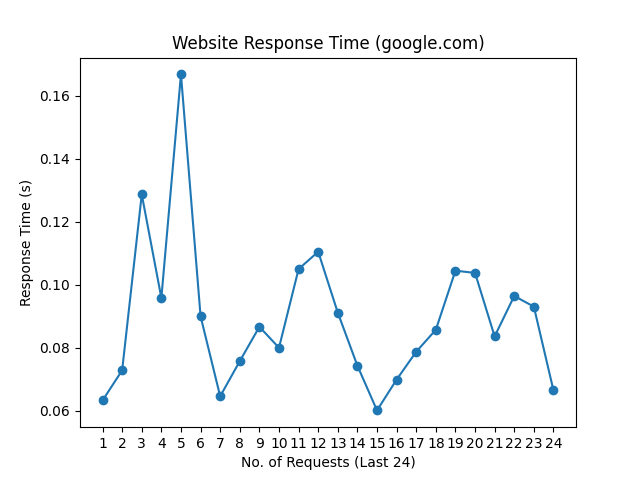 Website Response Time (google.com)
0.16
0.14
0.12
0.10
0.08
0.06
Response Time (s)
1 2 3 4 5 6 7 8 9 10 11 12 13 14 15 16 17 18 19 20 21 22 23 24
No. of Requests (Last 24)